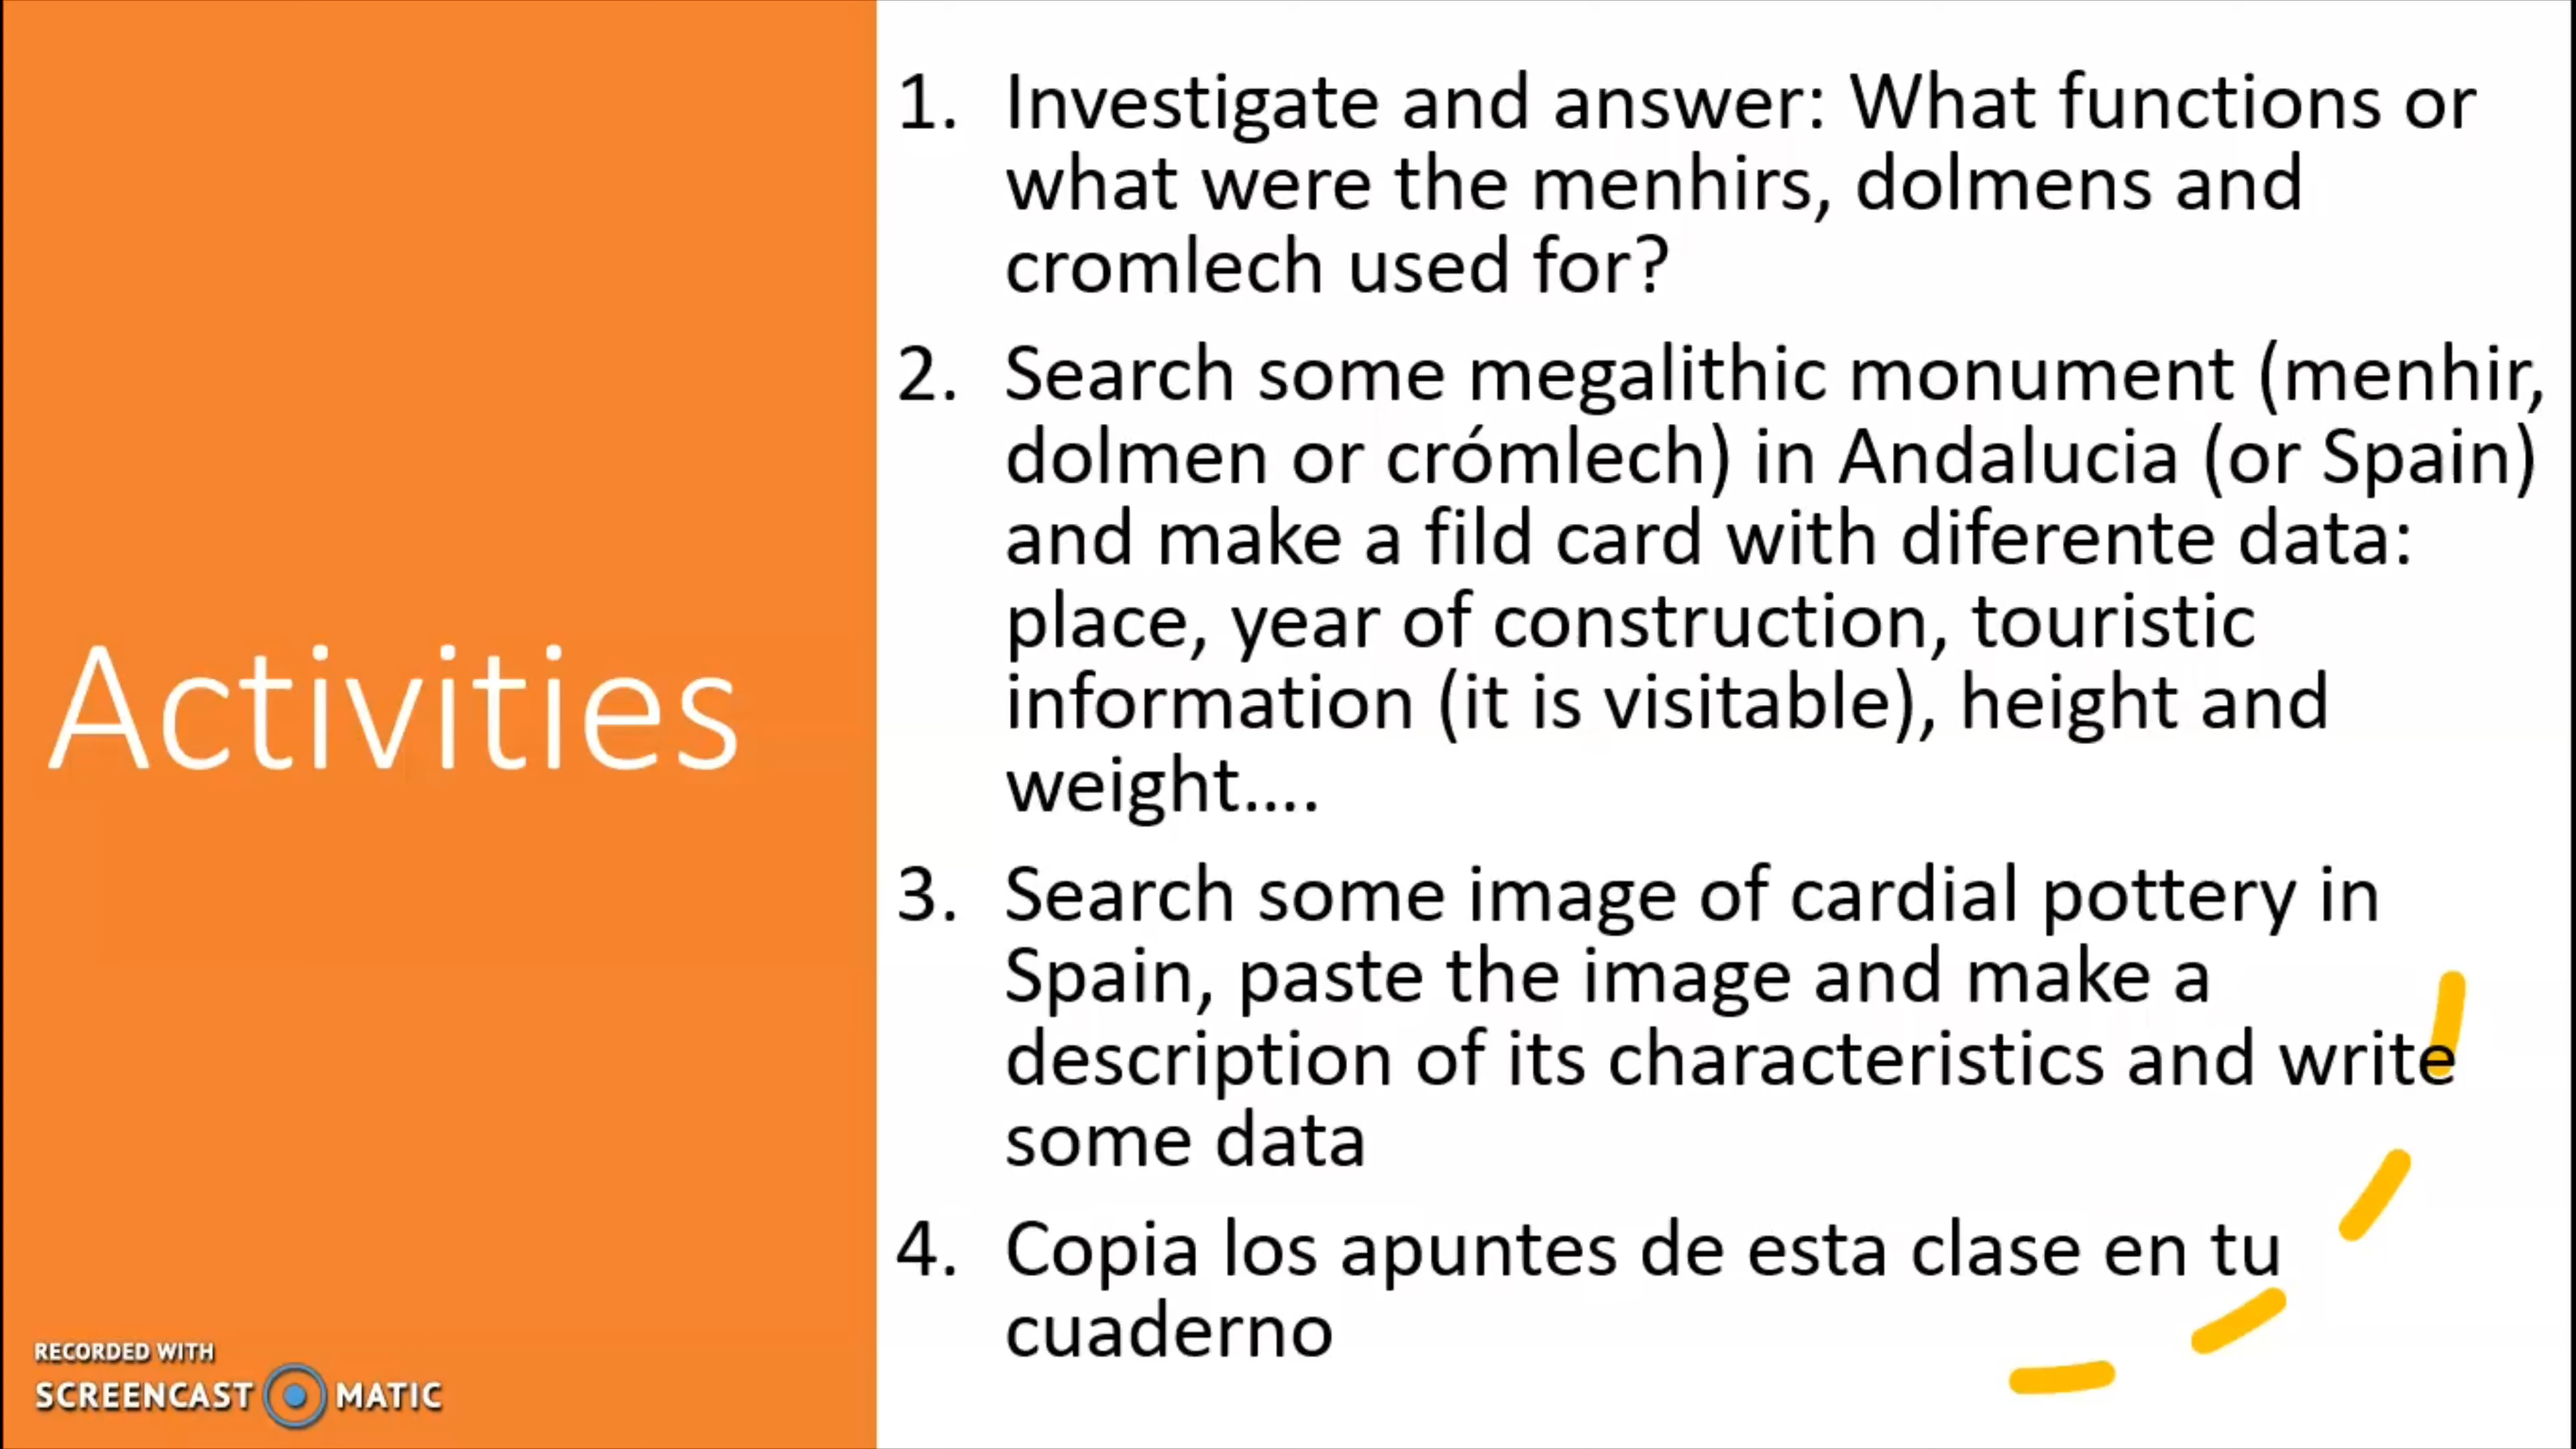 Activities
1. Investigate and answer: What functions or
what were the menhirs, dolmens and
cromlech used for?
2. Search some megalithic monument (menhir,
dolmen or crómlech) in Andalucia (or Spain)
and make a fild card with diferente data:
place, year of construction, touristic
information (it is visitable), height and
weight....
3. Search some image of cardial pottery in
Spain, paste the image and make a
description of its characteristics and write
some data
4. Copia los apuntes de esta clase en tu
cuaderno
RECORDED WITH
SCREENCAST MATIC